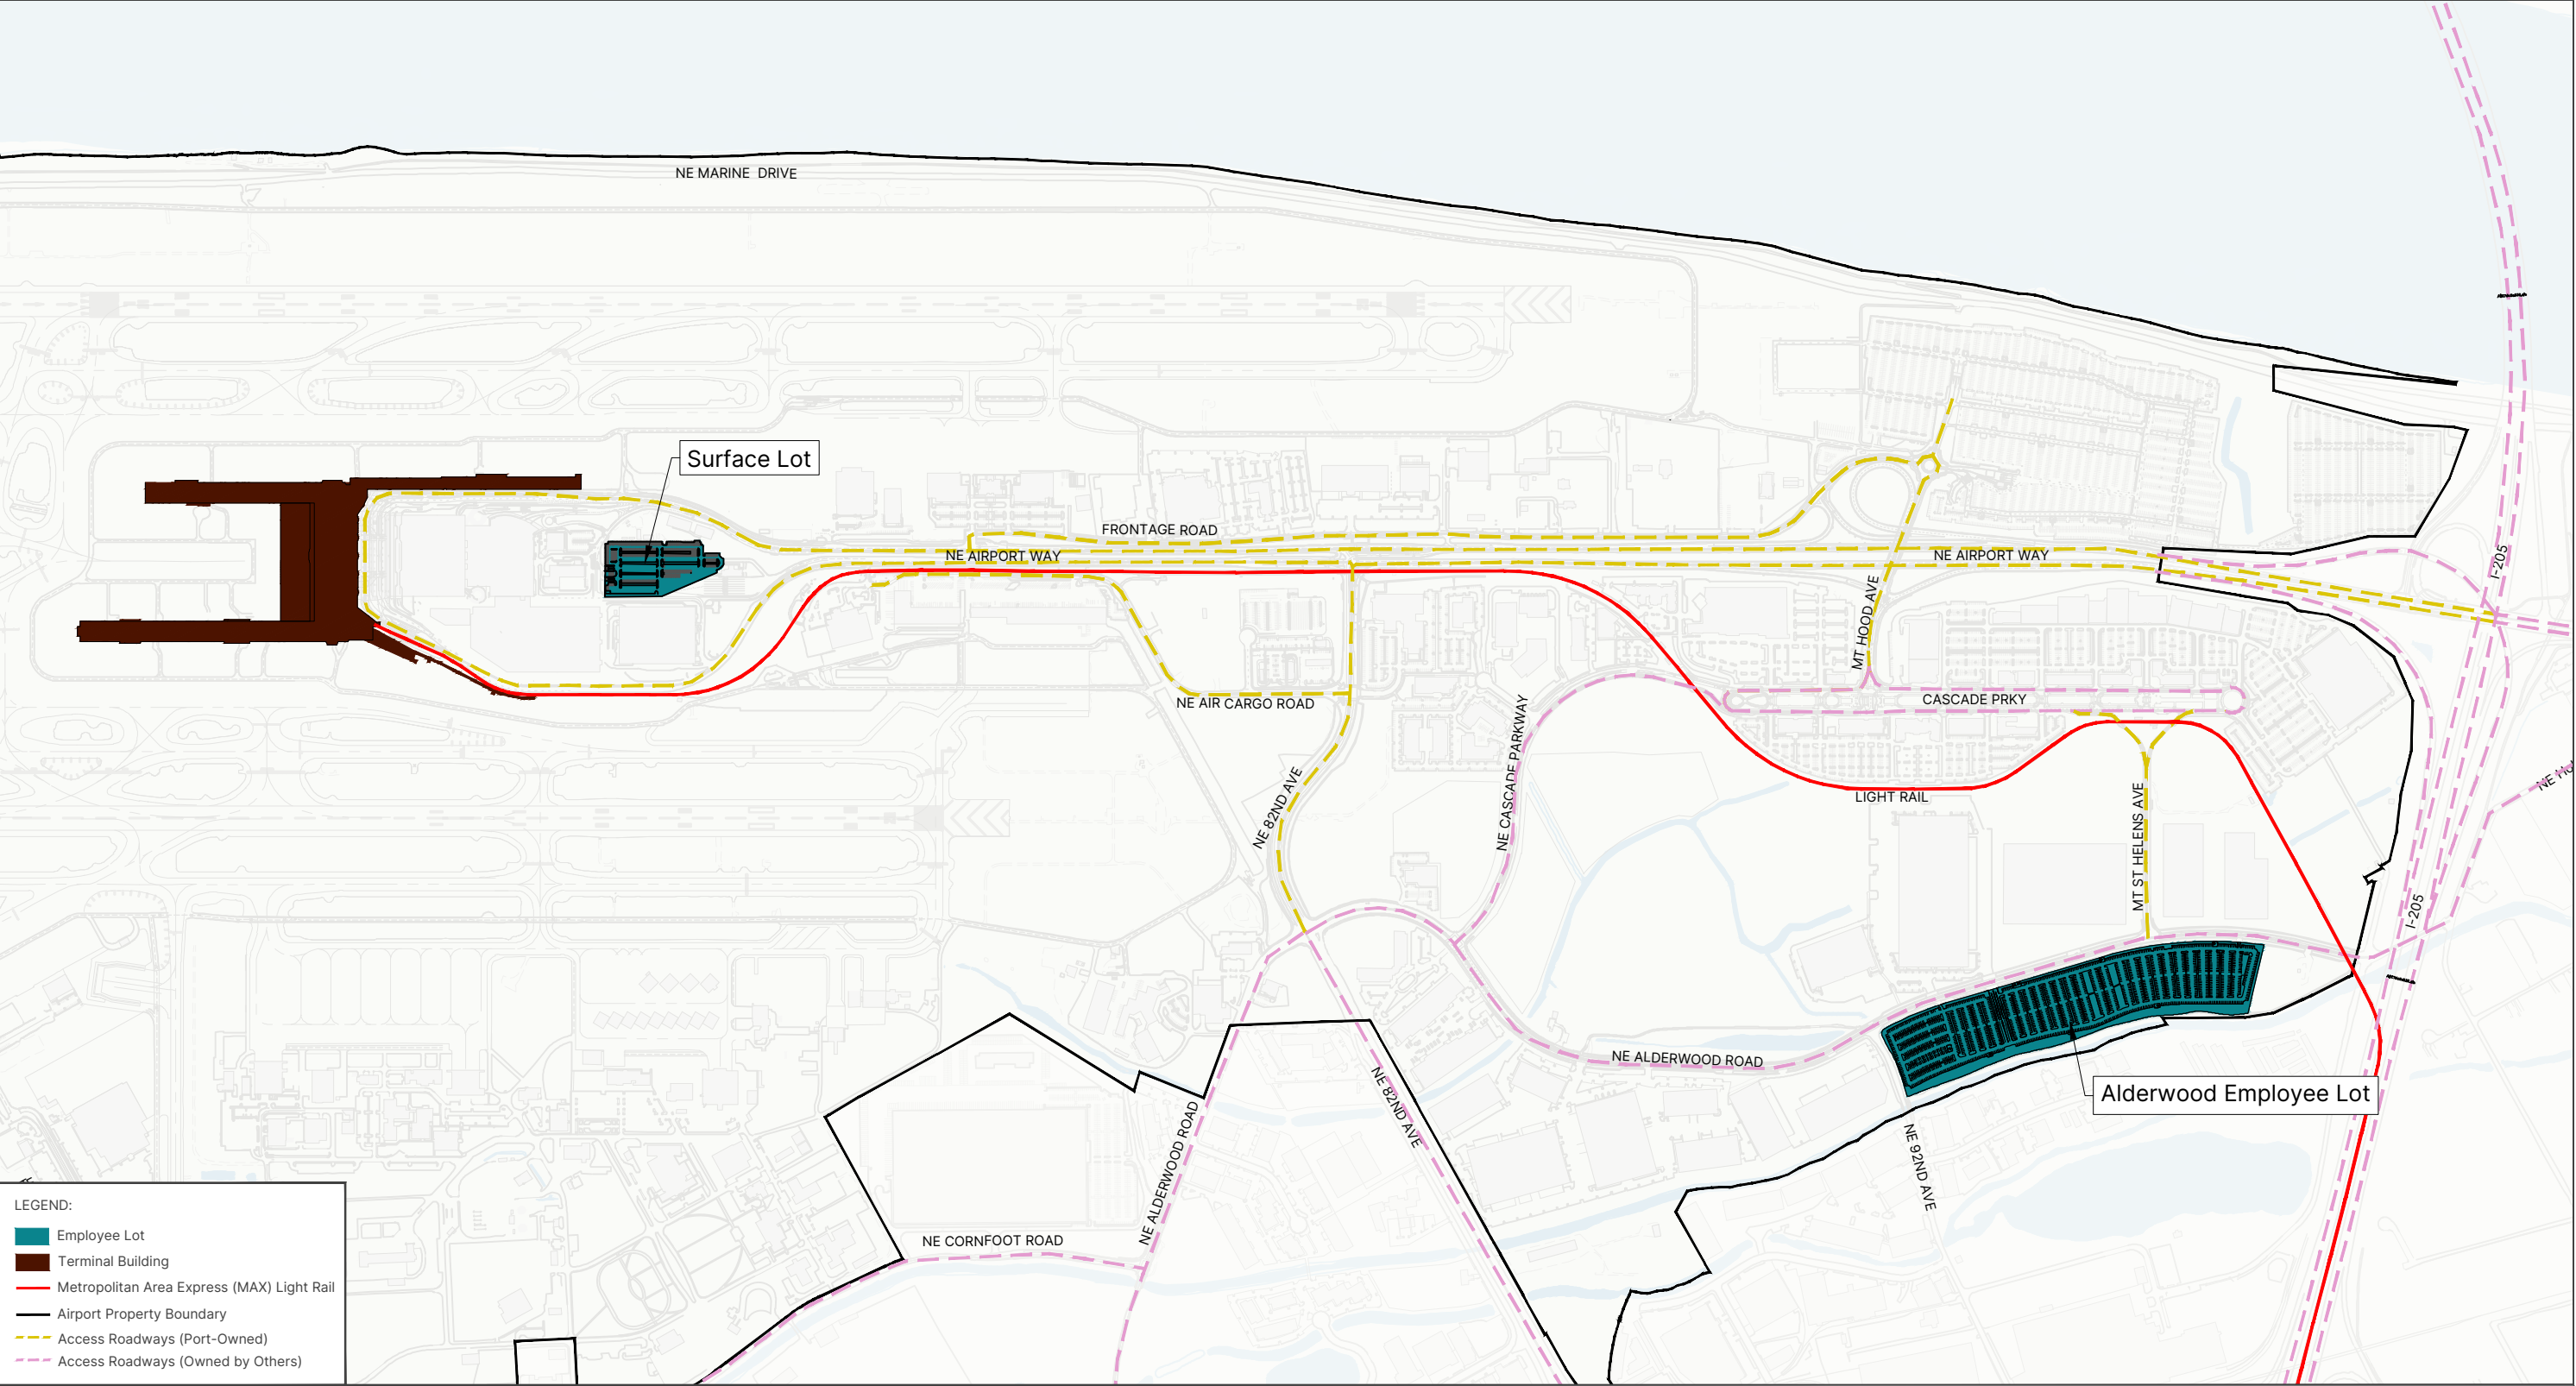 NE MARINE DRIVE
Surface Lot
FRONTAGE ROAD
NE AIRPORT WAY
NE AIRPORT WAY
I-205
MT HOOD AVE
NE AIR CARGO ROAD
CASCADE PRKY
NE CASCADE PARKWAY
NE 82ND AVE
LIGHT RAIL
MT ST HELENS AVE
I-205
NE ALDERWOOD ROAD
Alderwood Employee Lot
NE 82ND AVE
NE ALDERWOOD ROAD
NE 92ND AVE
NE CORNFOOT ROAD
LEGEND:
Employee Lot
Terminal Building
Metropolitan Area Express (MAX) Light Rail
Airport Property Boundary
Access Roadways (Port-Owned)
Access Roadways (Owned by Others)